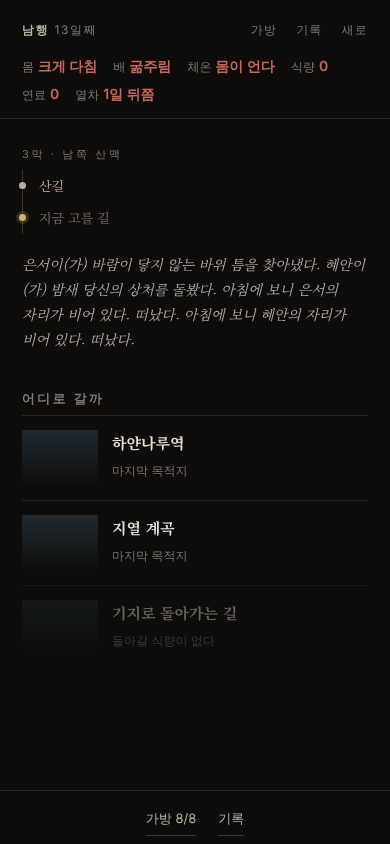 남행 13일째 가방 기록 새로
몸 크게 다침 배 굶주림 체온 몸이 언다 식량 0
연료 0 열차 1일 뒤쯤
3막 · 남쪽 산맥
산길
지금 고를 길
은서이(가) 바람이 닿지 않는 바위 틈을 찾아냈다. 혜안이
(가) 밤새 당신의 상처를 돌봤다. 아침에 보니 은서의
자리가 비어 있다. 떠났다. 아침에 보니 혜안의 자리가
비어 있다. 떠났다.
어디로 갈까
하얀나루역
마지막 목적지
지열 계곡
마지막 목적지
기지로 돌아가는 길
돌아갈 식량이 없다
가방 8/8 기록